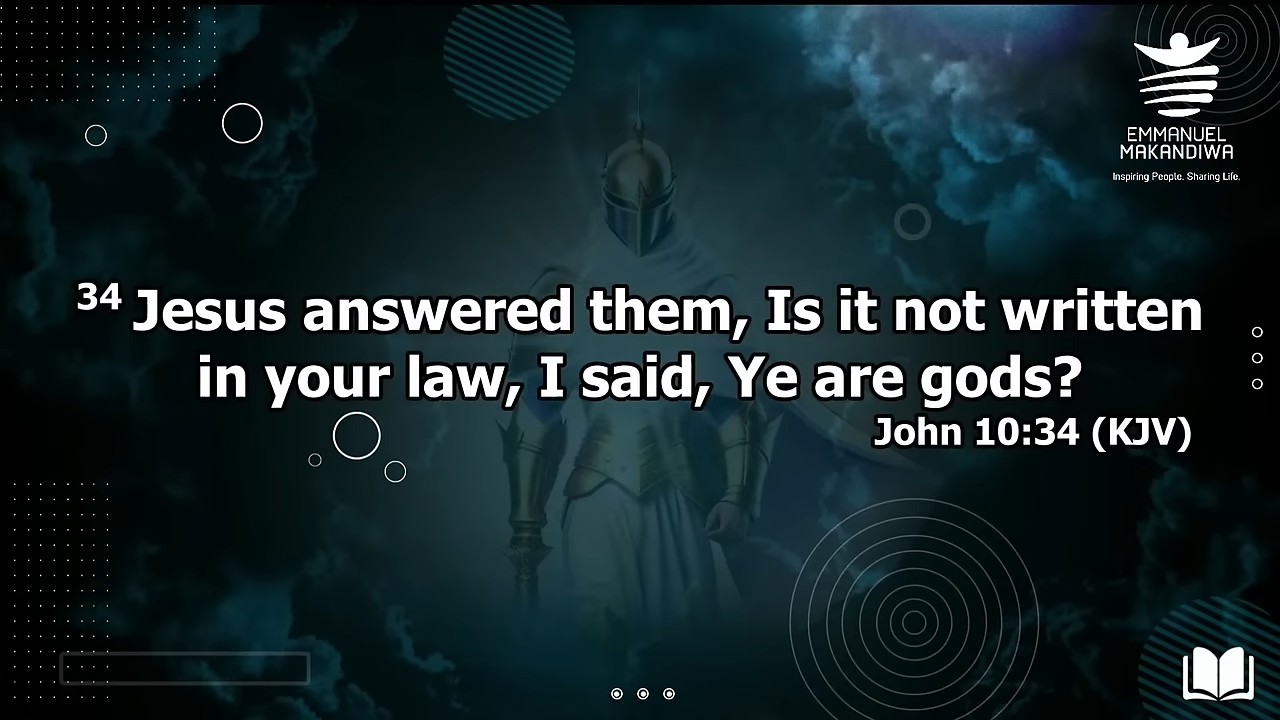 EMMANUEL
MAKANDIWA
Inspiring People. Sharing Life.
34 Jesus answered them, Is it not written
in your law, I said, Ye are gods?
John 10:34 (KJV)